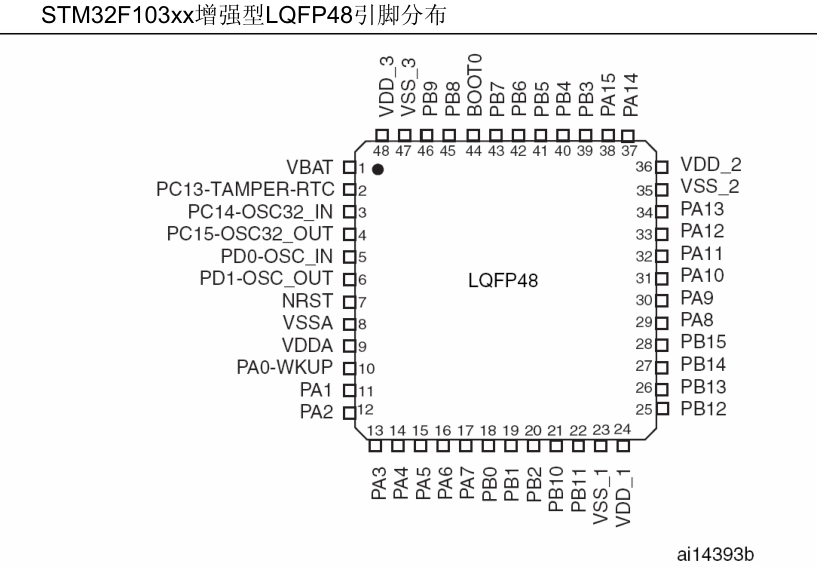 STM32F103xx增强型LQFP48引脚分布
VDD_3
VSS_3
PB9
PB8
BOOT0
PB7
PB6
PB5
PB4
PB3
PA15
PA14
48 47 46 45 44 43 42 41 40 39 38 37
VBAT 1
PC13-TAMPER-RTC 2
PC14-OSC32_IN 3
PC15-OSC32_OUT 4
PD0-OSC_IN 5
PD1-OSC_OUT 6
NRST 7
VSSA 8
VDDA 9
PA0-WKUP 10
PA1 11
PA2 12
LQFP48
36 VDD_2
35 VSS_2
34 PA13
33 PA12
32 PA11
31 PA10
30 PA9
29 PA8
28 PB15
27 PB14
26 PB13
25 PB12
13 14 15 16 17 18 19 20 21 22 23 24
PA3
PA4
PA5
PA6
PA7
PB0
PB1
PB2
PB10
PB11
VSS_1
VDD_1
ai14393b